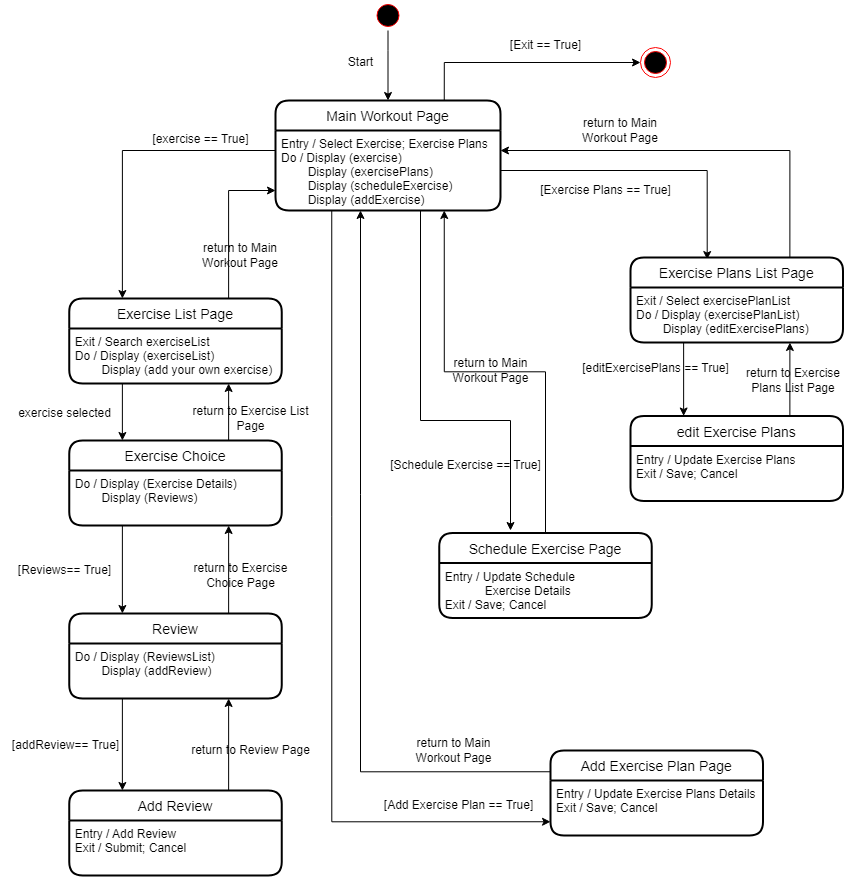 [Exit == True]
Start
Main Workout Page
Entry / Select Exercise; Exercise Plans
Do / Display (exercise)
Display (exercisePlans)
Display (scheduleExercise)
Display (addExercise)
[exercise == True]
return to Main
Workout Page
[Exercise Plans == True]
return to Main
Workout Page
Exercise Plans List Page
Exit / Select exercisePlanList
Do / Display (exercisePlanList)
Display (editExercisePlans)
Exercise List Page
Exit / Search exerciseList
Do / Display (exerciseList)
Display (add your own exercise)
return to Main
Workout Page
[editExercisePlans == True]
return to Exercise
Plans List Page
exercise selected
return to Exercise List
Page
edit Exercise Plans
Entry / Update Exercise Plans
Exit / Save; Cancel
Exercise Choice
Do / Display (Exercise Details)
Display (Reviews)
[Schedule Exercise == True]
Schedule Exercise Page
Entry / Update Schedule
Exercise Details
Exit / Save; Cancel
[Reviews== True]
return to Exercise
Choice Page
Review
Do / Display (ReviewsList)
Display (addReview)
[addReview== True]
return to Review Page
return to Main
Workout Page
Add Exercise Plan Page
Entry / Update Exercise Plans Details
Exit / Save; Cancel
[Add Exercise Plan == True]
Add Review
Entry / Add Review
Exit / Submit; Cancel